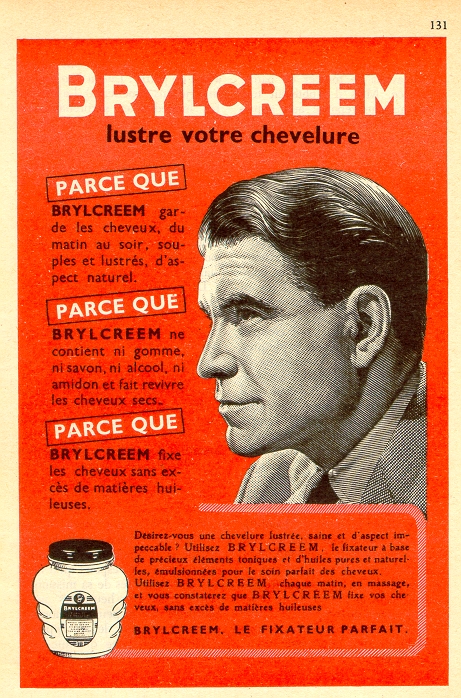 131
BRYLCREEM
lustre votre chevelure
PARCE QUE
BRYLCREEM gar-
de les cheveux, du
matin au soir, sou-
ples et lustrés, d'as-
pect naturel.
PARCE QUE
BRYLCREEM ne
contient ni gomme,
ni savon, ni alcool, ni
amidon et fait revivre
les cheveux secs.
PARCE QUE
BRYLCREEM fixe
les cheveux sans ex-
cès de matières hui-
leuses.
Désirez-vous une chevelure lustrée, saine et d'aspect im-
peccable ? Utilisez BRYLCREEM, le fixateur à base
de précieux éléments toniques et d'huiles pures et naturel-
les, émulsionnées pour le soin parfait des cheveux.
Utilisez BRYLCREEM chaque matin, en massage,
et vous constaterez que BRYLCREEM fixe vos che-
veux, sans excès de matières huileuses
BRYLCREEM, LE FIXATEUR PARFAIT.
BRYLCREEM